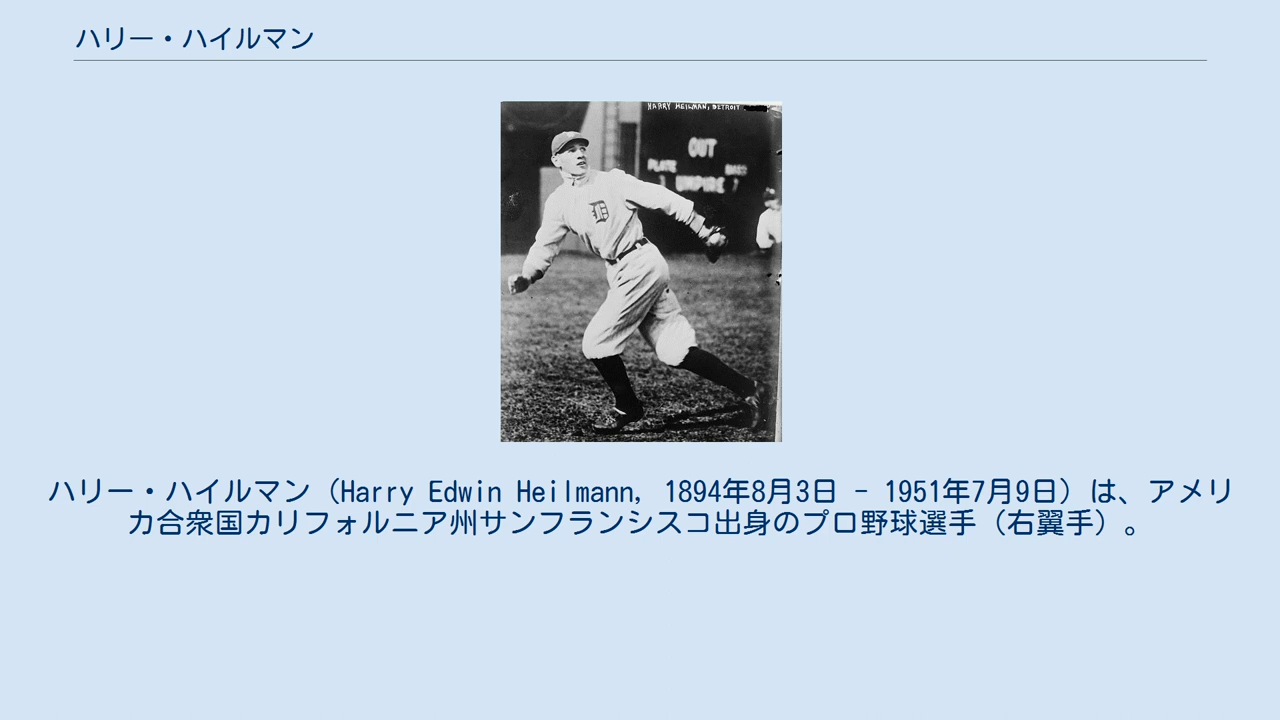 ハリー・ハイルマン
HARRY HEILMAN, DETROIT
OUT
PLATE BASES
UMPIRE
D
ハリー・ハイルマン（Harry Edwin Heilmann, 1894年8月3日 - 1951年7月9日）は、アメリ
カ合衆国カリフォルニア州サンフランシスコ出身のプロ野球選手（右翼手）。